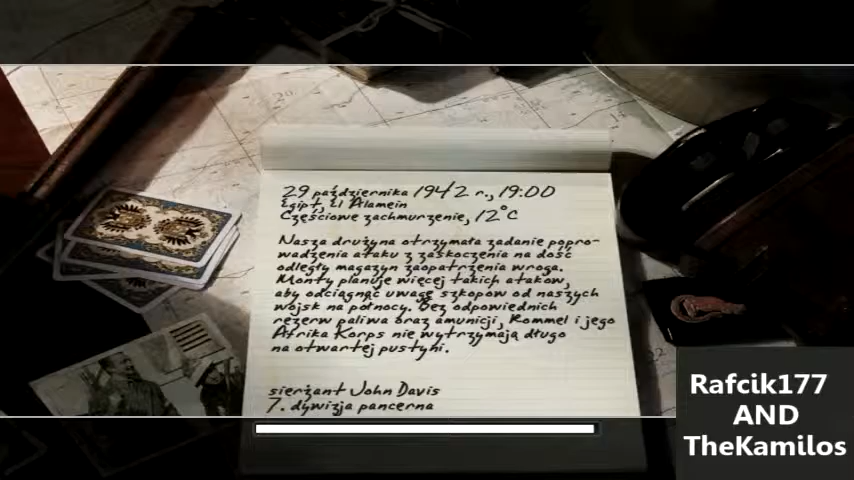 29 października 1942 r., 19:00
Egipt, El Alamein
Częściowe zachmurzenie, 12°C
Nasza drużyna otrzymała zadanie popro-
wadzenia ataku z zaskoczenia na dość
odległy magazyn zaopatrzenia wroga.
Monty planuje więcej takich ataków,
aby odciągnąć uwagę szkopów od naszych
wojsk na północy. Bez odpowiednich
rezerw paliwa oraz amunicji, Rommel i jego
Afrika Korps nie wytrzymają długo
na otwartej pustyni.
sierżant John Davis
7. dywizja pancerna
Rafcik177
AND
TheKamilos